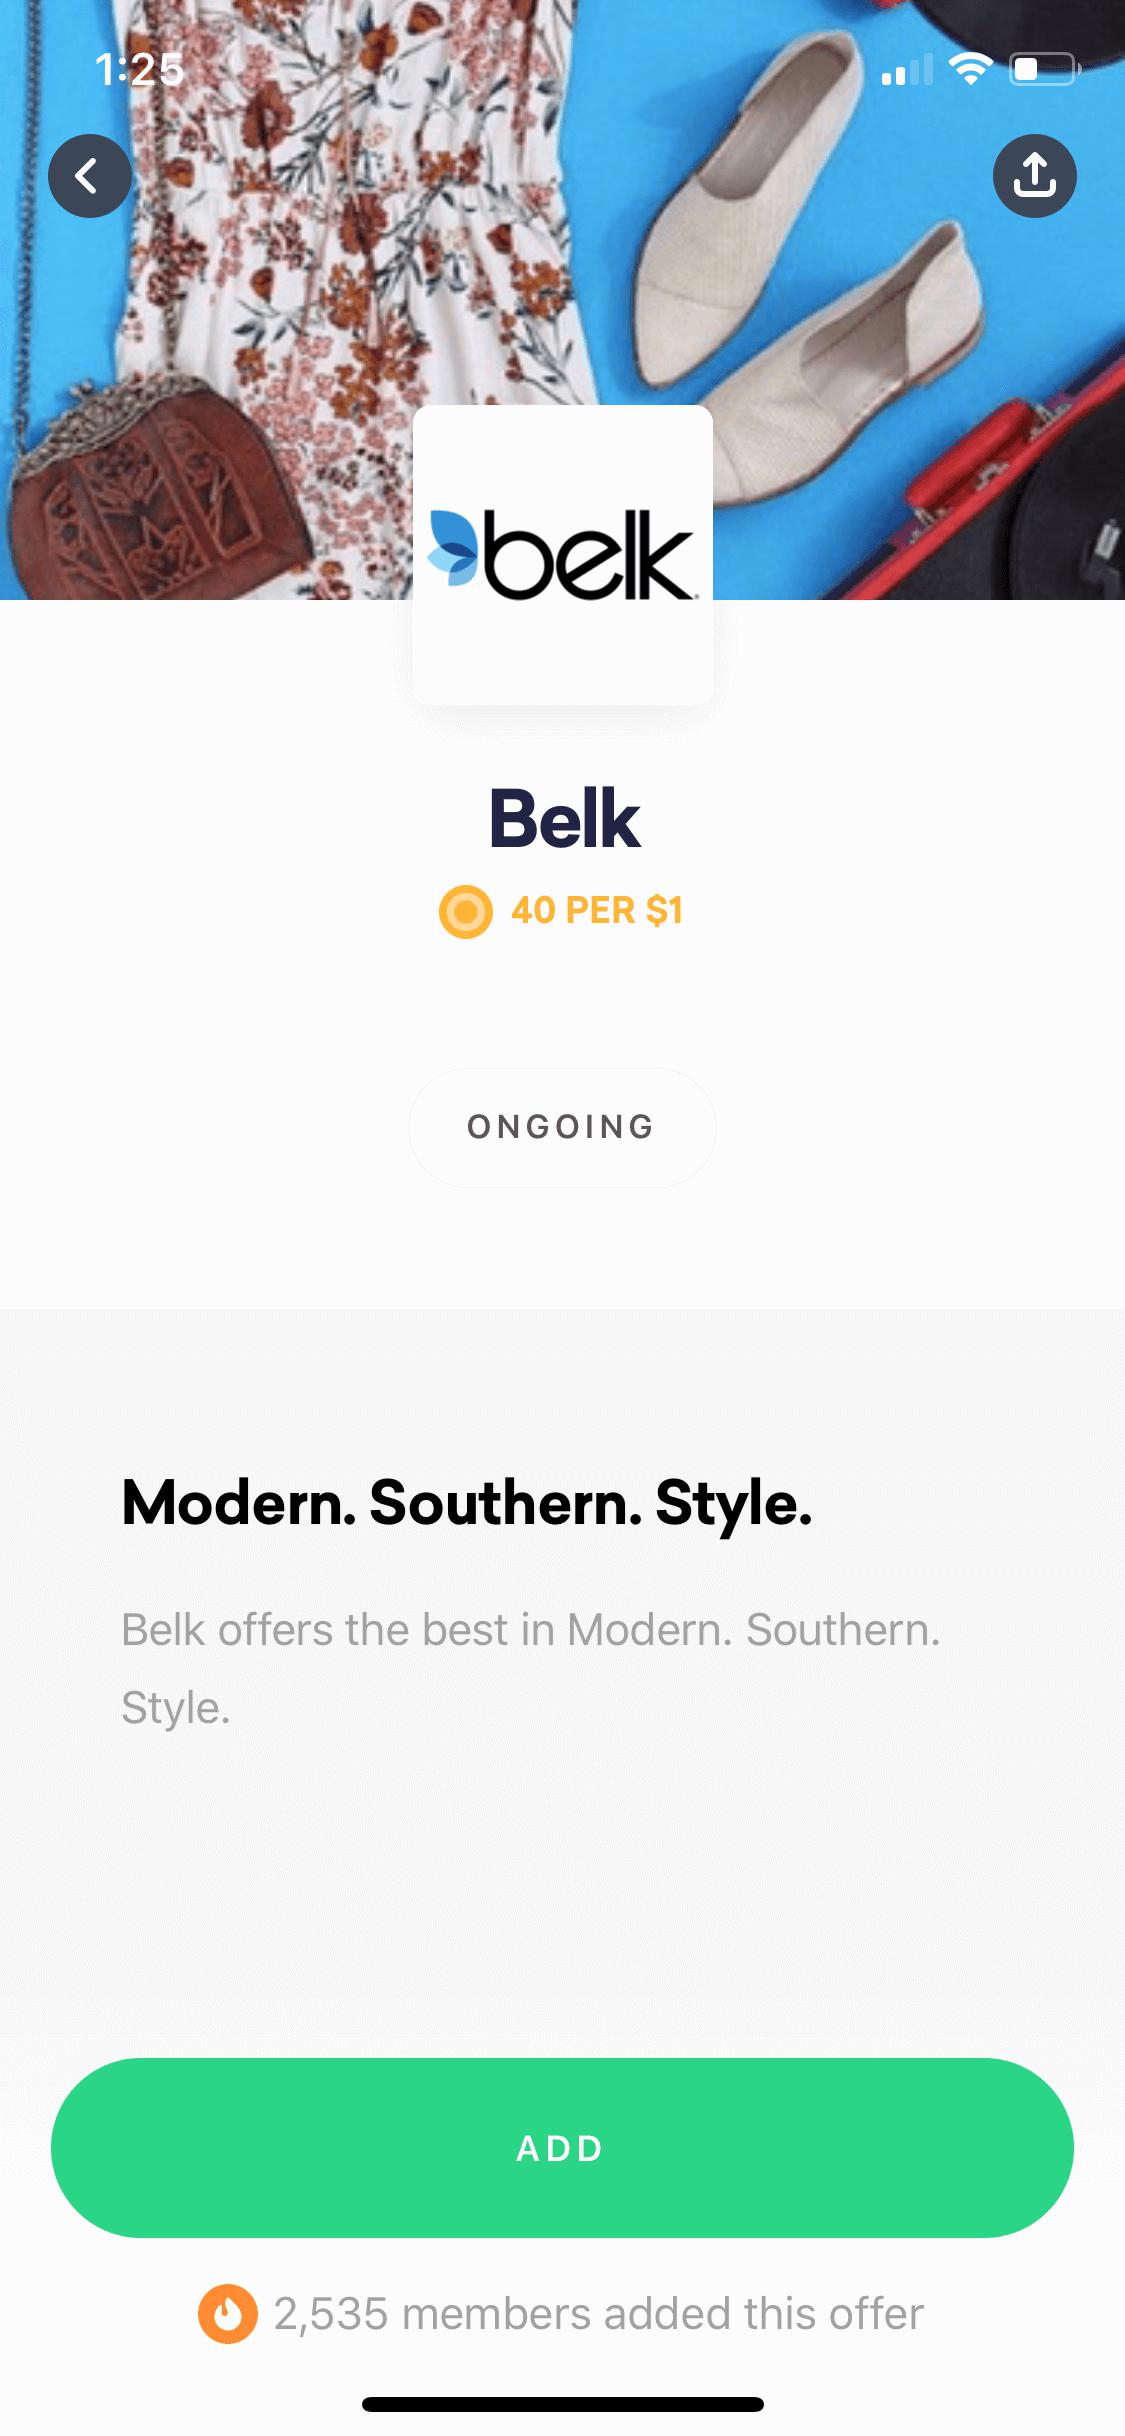 1:25
belk
Belk
40 PER $1
ONGOING
Modern. Southern. Style.
Belk offers the best in Modern. Southern.
Style.
ADD
2,535 members added this offer